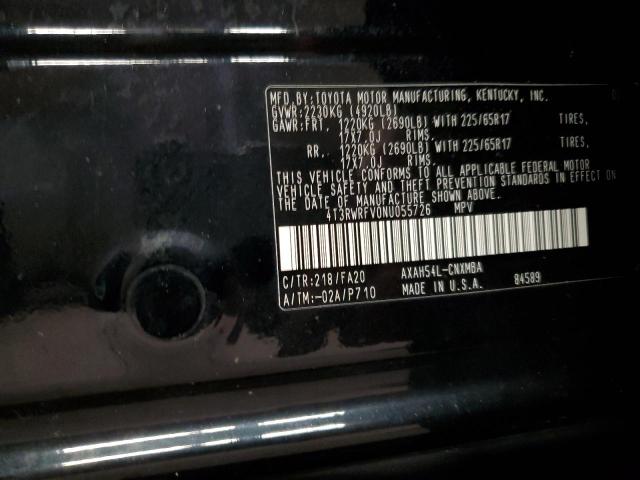 MFD.BY:TOYOTA MOTOR MANUFACTURING, KENTUCKY, INC.
GVWR:2230KG (4920LB)
GAWR:FRT. 1220KG (2690LB) WITH 225/65R17 TIRES,
17X7.0J RIMS.
RR. 1220KG (2690LB) WITH 225/65R17 TIRES,
17X7.0J RIMS.
THIS VEHICLE CONFORMS TO ALL APPLICABLE FEDERAL MOTOR
VEHICLE SAFETY AND THEFT PREVENTION STANDARDS IN EFFECT ON
THE DATE OF MANUFACTURE SHOWN ABOVE.
4T3RWRFV0NU055726 MPV
C/TR:218/FA20 AXAH54L-CNXMBA
A/TM:-02A/P710 MADE IN U.S.A. 84589